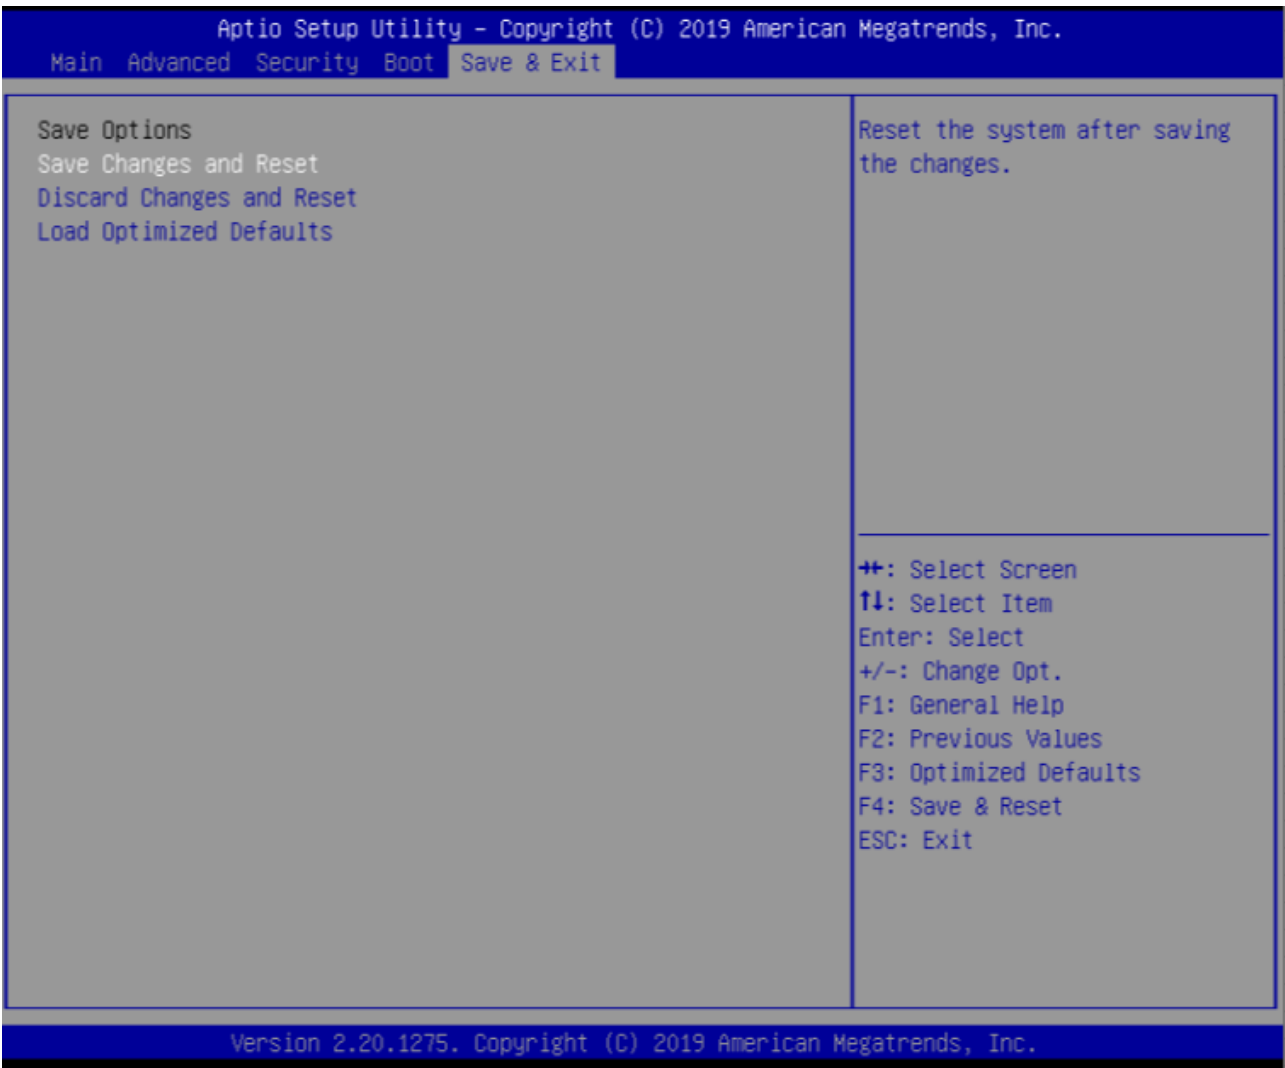 Aptio Setup Utility – Copyright (C) 2019 American Megatrends, Inc.
Main Advanced Security Boot Save & Exit
Save Options
Save Changes and Reset
Discard Changes and Reset
Load Optimized Defaults
Reset the system after saving
the changes.
→←: Select Screen
↑↓: Select Item
Enter: Select
+/-: Change Opt.
F1: General Help
F2: Previous Values
F3: Optimized Defaults
F4: Save & Reset
ESC: Exit
Version 2.20.1275. Copyright (C) 2019 American Megatrends, Inc.